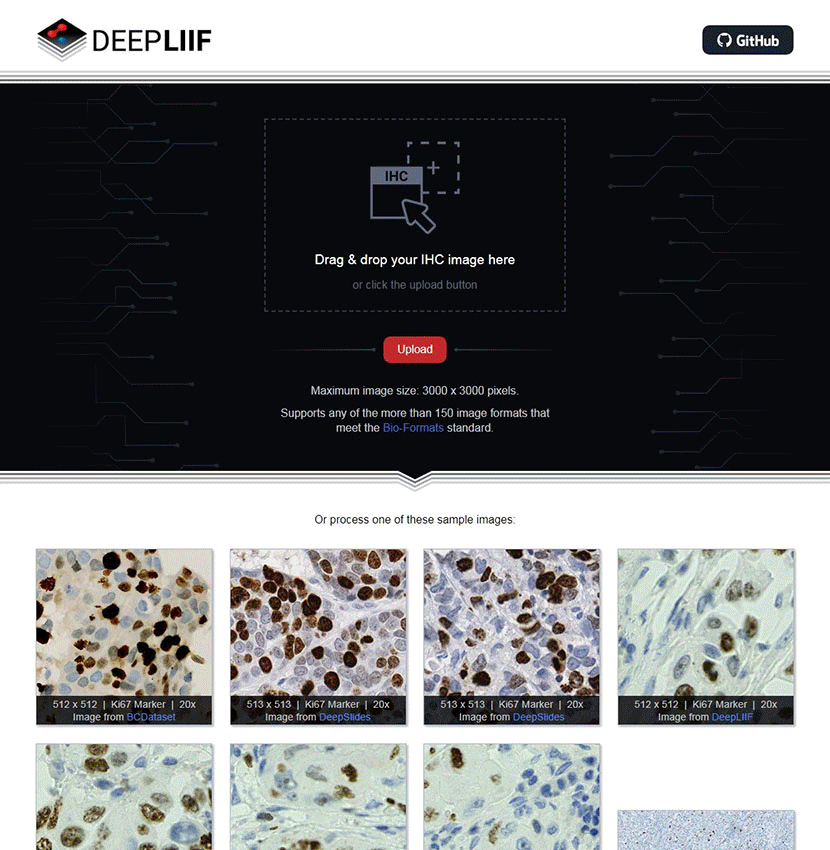 DEEPLIIF
GitHub
IHC
Drag & drop your IHC image here
or click the upload button
Upload
Maximum image size: 3000 x 3000 pixels.
Supports any of the more than 150 image formats that
meet the Bio-Formats standard.
Or process one of these sample images:
512 x 512 | Ki67 Marker | 20x
Image from BCDataset
513 x 513 | Ki67 Marker | 20x
Image from DeepSlides
513 x 513 | Ki67 Marker | 20x
Image from DeepSlides
512 x 512 | Ki67 Marker | 20x
Image from DeepLIIF